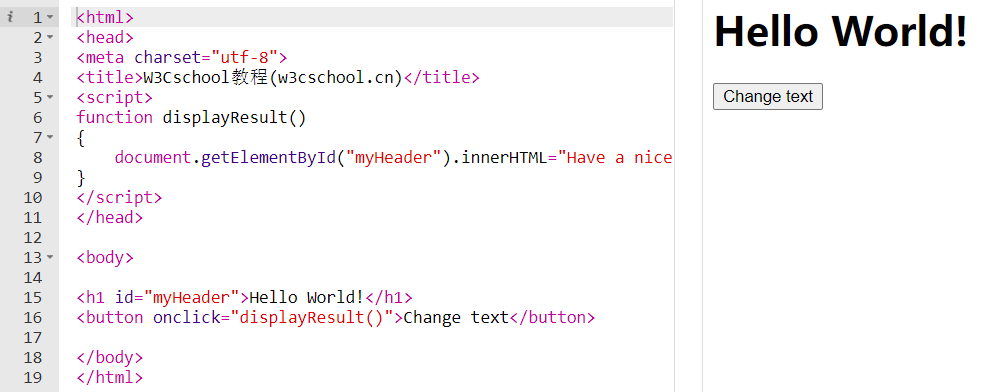 1 <html>
2 <head>
3 <meta charset="utf-8">
4 <title>W3Cschool教程(w3cschool.cn)</title>
5 <script>
6 function displayResult()
7 {
8     document.getElementById("myHeader").innerHTML="Have a nice
9 }
10 </script>
11 </head>
12
13 <body>
14
15 <h1 id="myHeader">Hello World!</h1>
16 <button onclick="displayResult()">Change text</button>
17
18 </body>
19 </html>
Hello World!
Change text